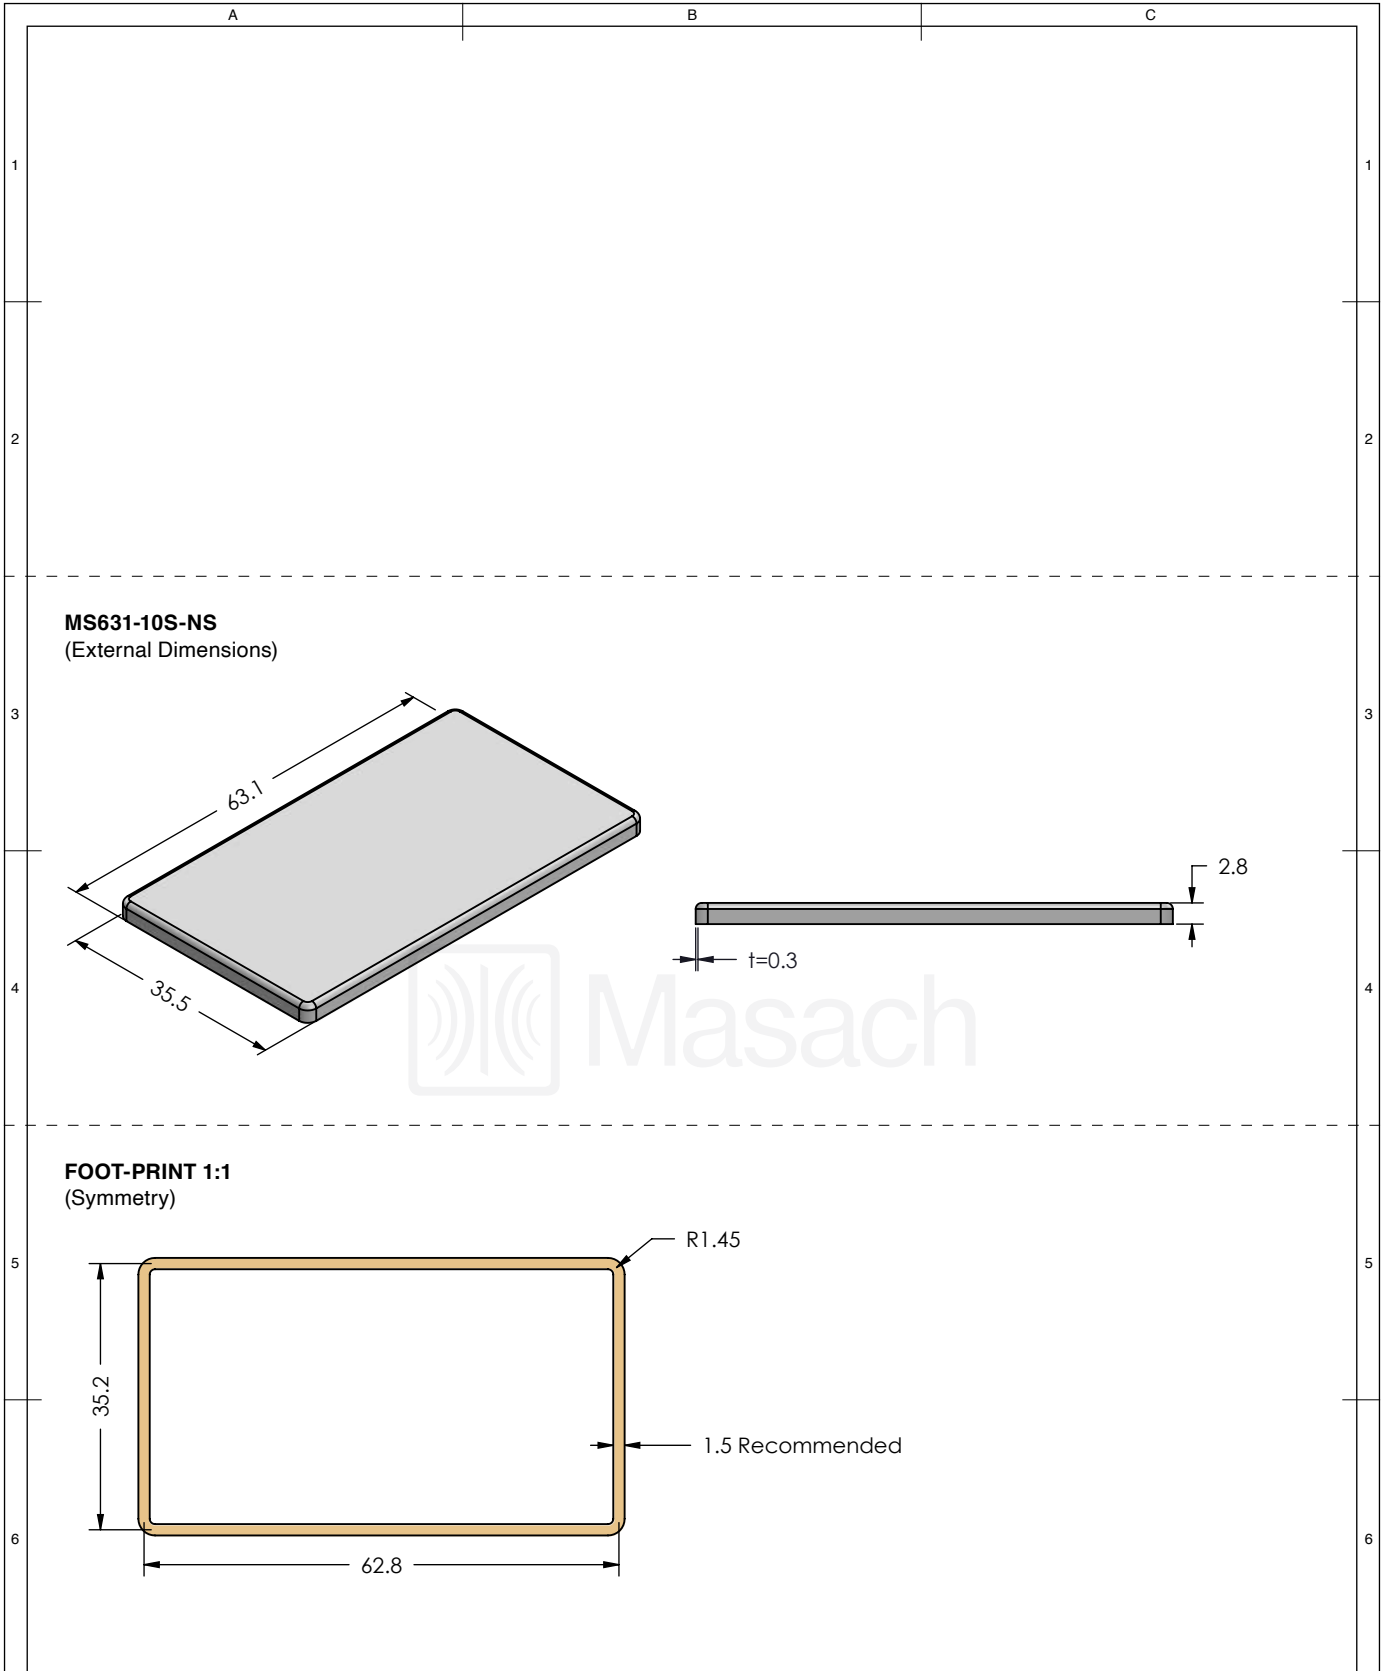 A B C
1 1
2 2
MS631-10S-NS
(External Dimensions)
3 3
63.1
2.8
t=0.3
35.5
4 4
Masach
FOOT-PRINT 1:1
(Symmetry)
R1.45
5 5
35.2
1.5 Recommended
6 6
62.8